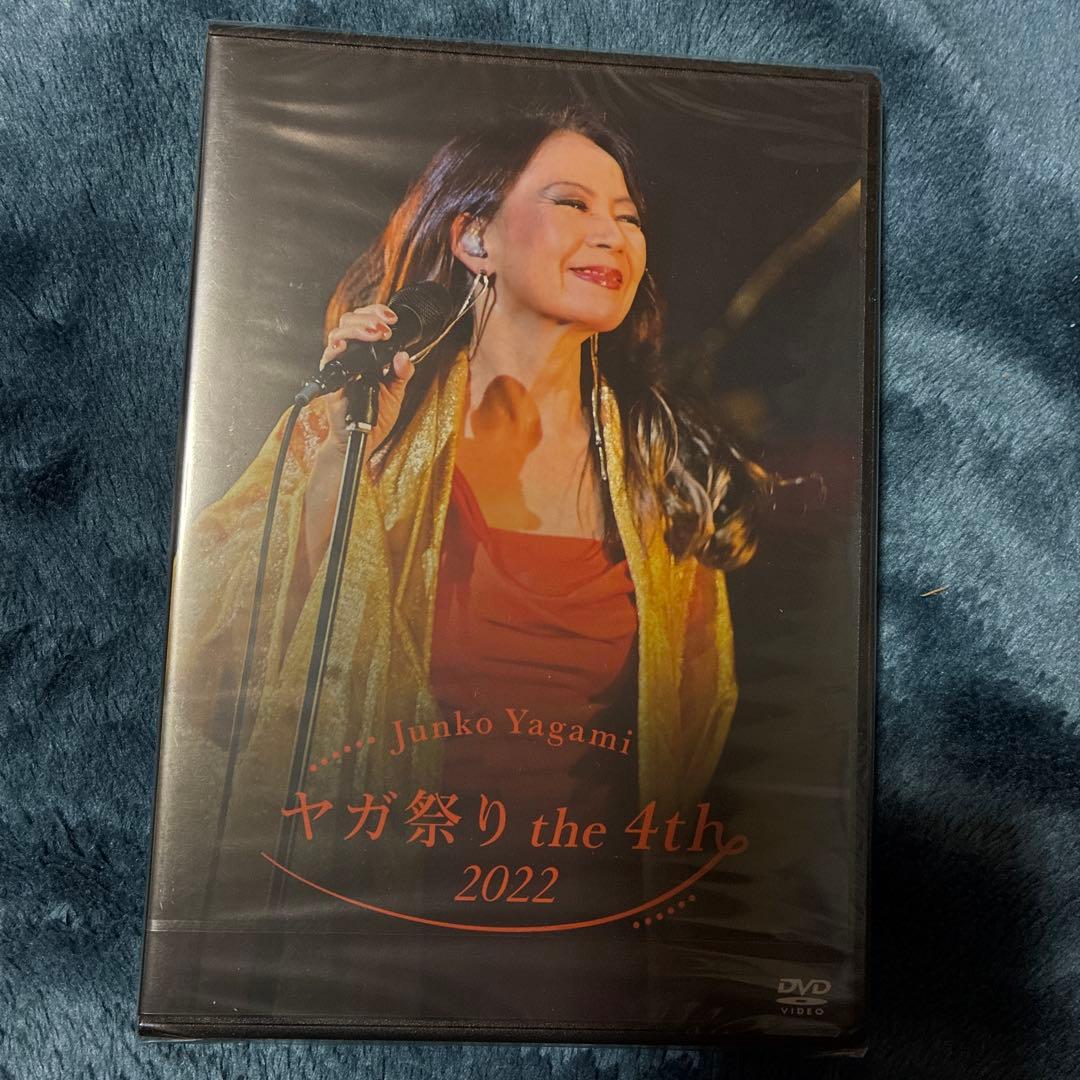 Junko Yagami
ヤガ祭り the 4th
2022
DVD
VIDEO